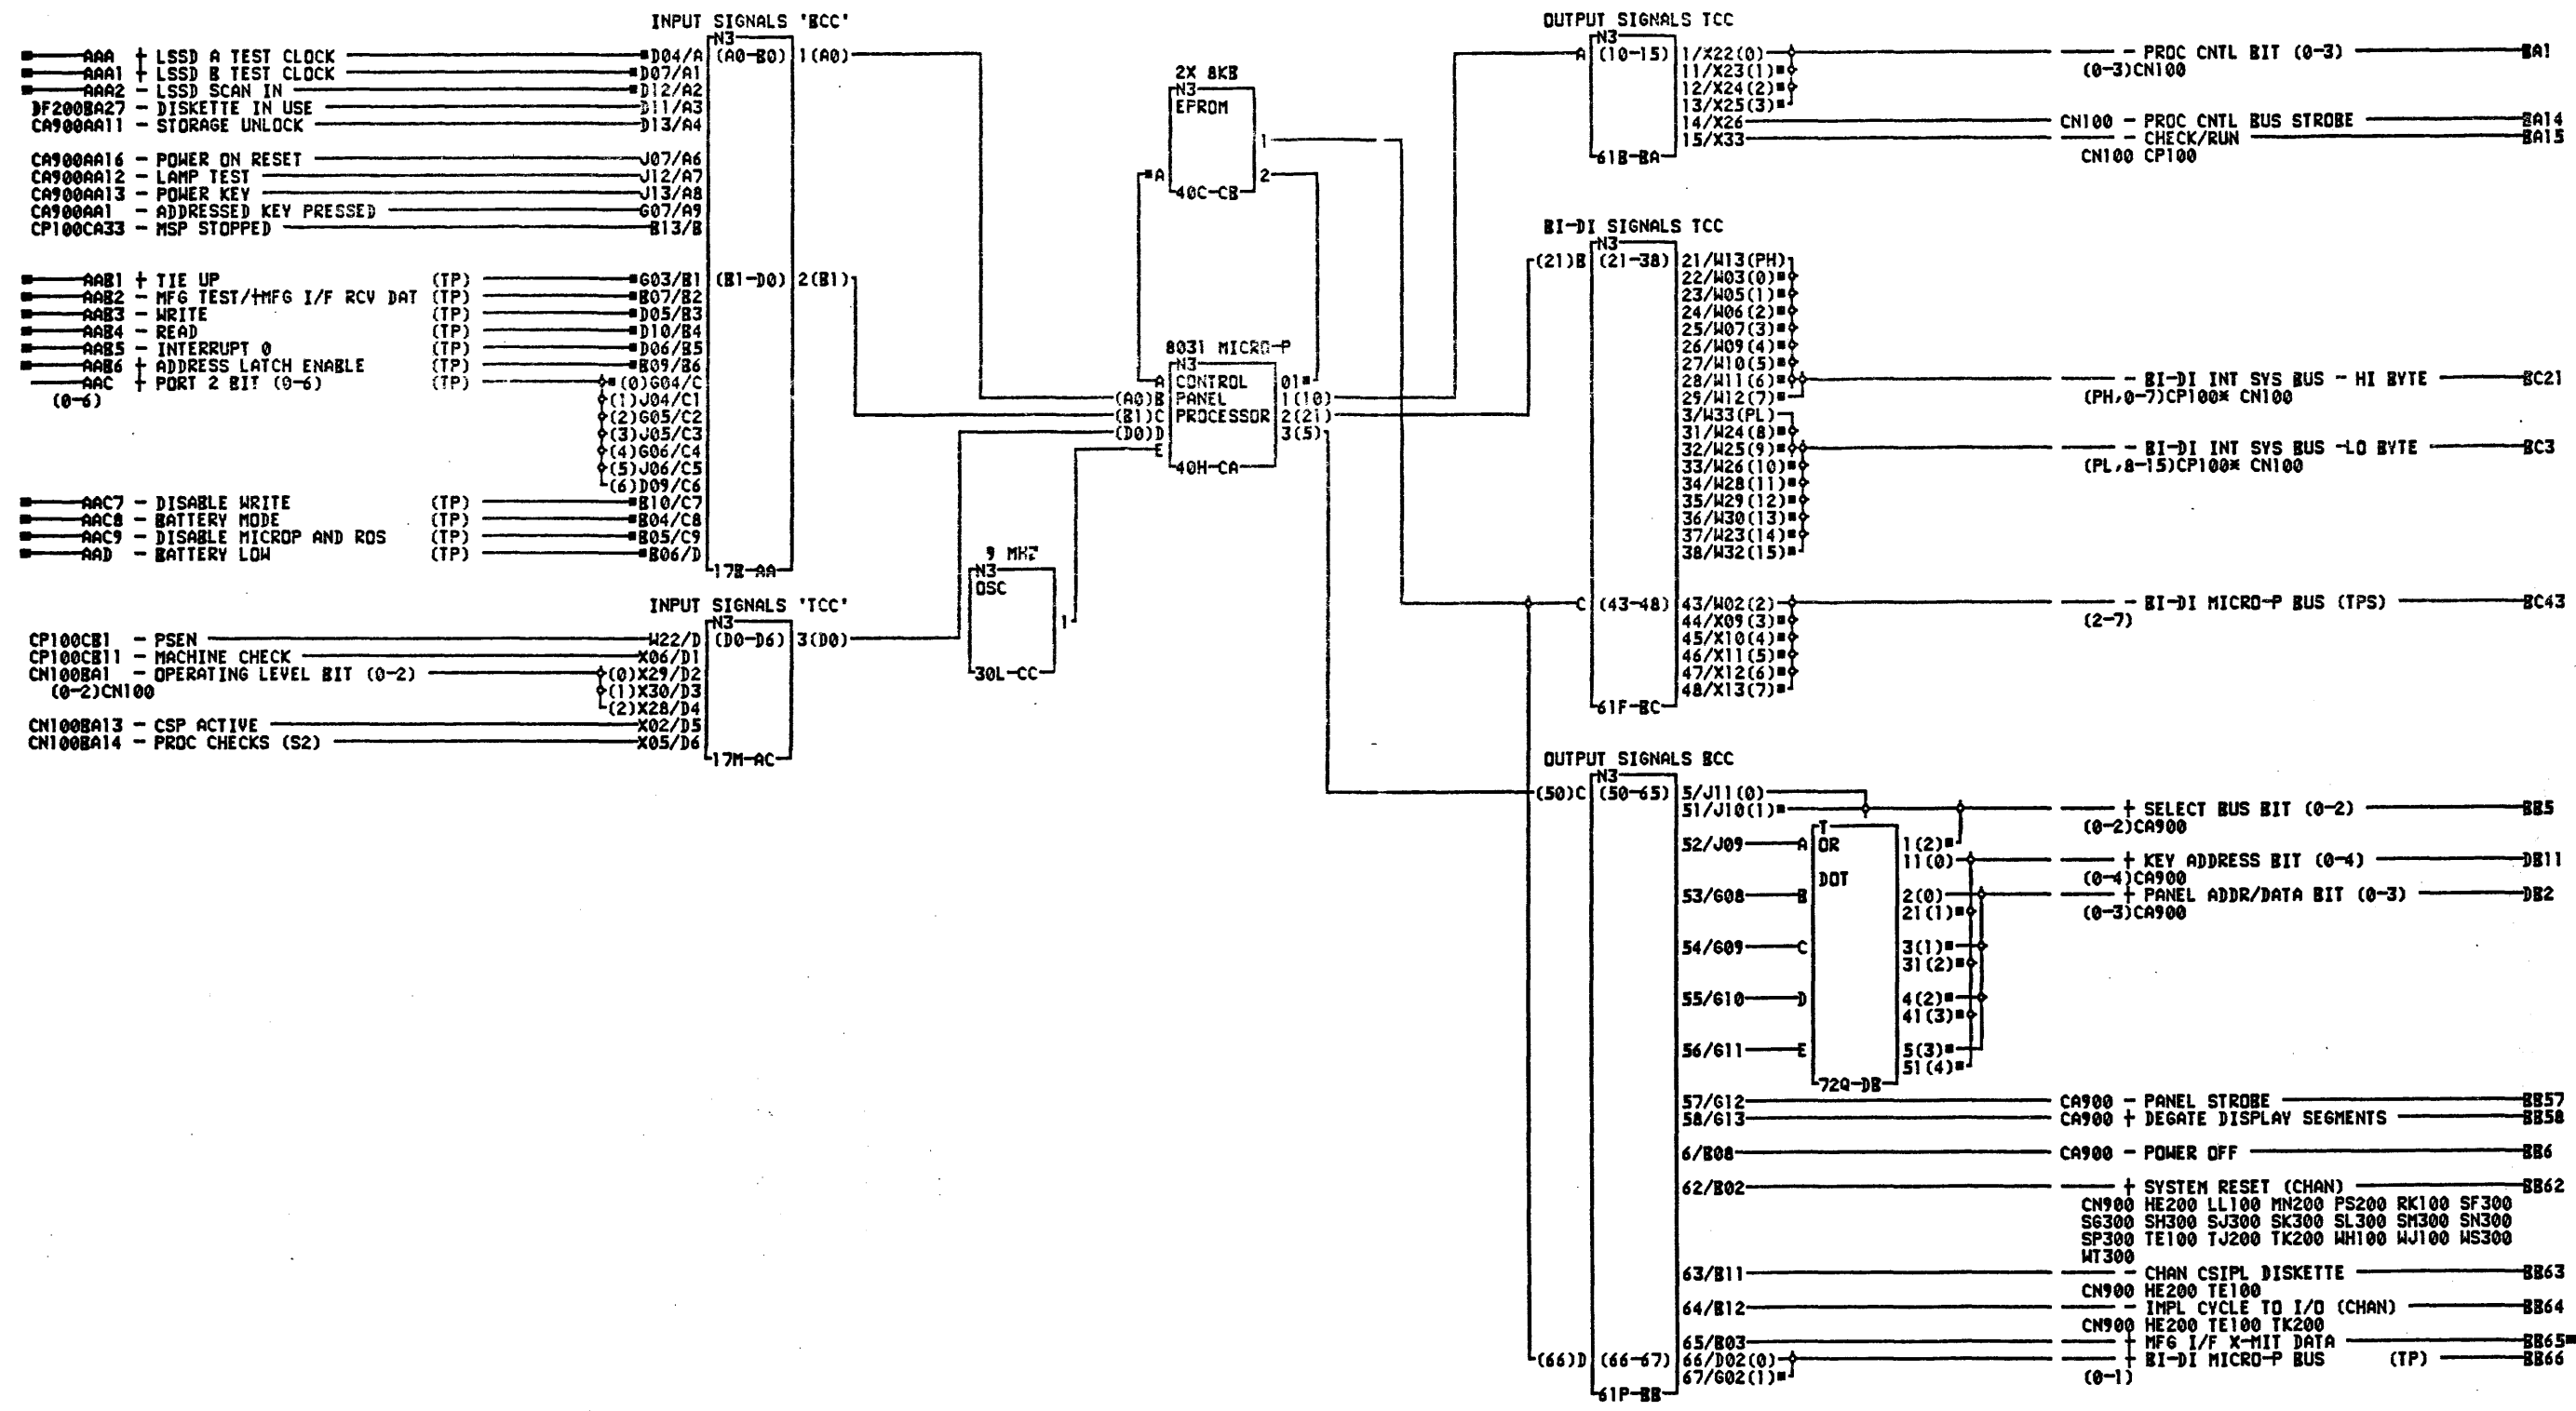 INPUT SIGNALS 'BCC'
N3
AAA + LSSD A TEST CLOCK D04/A (A0-B0) 1(A0)
AAA1 + LSSD B TEST CLOCK D07/A1
AAA2 - LSSD SCAN IN D12/A2
DF200BA27 - DISKETTE IN USE D11/A3
CA900AA11 - STORAGE UNLOCK D13/A4
CA900AA16 - POWER ON RESET J07/A6
CA900AA12 - LAMP TEST J12/A7
CA900AA13 - POWER KEY J13/A8
CA900AA1 - ADDRESSED KEY PRESSED G07/A9
CP100CA33 - MSP STOPPED B13/B
AAB1 + TIE UP (TP) G03/B1 (B1-D0) 2(B1)
AAB2 - MFG TEST/+MFG I/F RCV DAT (TP) B07/B2
AAB3 - WRITE (TP) D05/B3
AAB4 - READ (TP) D10/B4
AAB5 - INTERRUPT 0 (TP) D06/B5
AAB6 + ADDRESS LATCH ENABLE (TP) B09/B6
AAC + PORT 2 BIT (0-6) (TP) (0)G04/C
(0-6) (1)J04/C1
(2)G05/C2
(3)J05/C3
(4)G06/C4
(5)J06/C5
(6)D09/C6
AAC7 - DISABLE WRITE (TP) B10/C7
AAC8 - BATTERY MODE (TP) B04/C8
AAC9 - DISABLE MICROP AND ROS (TP) B05/C9
AAD - BATTERY LOW (TP) B06/D
17B-AA
INPUT SIGNALS 'TCC'
N3
CP100CB1 - PSEN W22/D (D0-D6) 3(D0)
CP100CB11 - MACHINE CHECK X06/D1
CN100BA1 - OPERATING LEVEL BIT (0-2) (0)X29/D2
(0-2)CN100 (1)X30/D3
(2)X28/D4
CN100BA13 - CSP ACTIVE X02/D5
CN100BA14 - PROC CHECKS (S2) X05/D6
17M-AC
2X 8KB
N3
EPROM
1
A 2
40C-CB
8031 MICRO-P
N3
A CONTROL 01
(A0)B PANEL 1(10)
(B1)C PROCESSOR 2(21)
(D0)D 3(5)
E
40H-CA
9 MHZ
N3
OSC
1
30L-CC
OUTPUT SIGNALS TCC
N3
A (10-15) 1/X22(0) - PROC CNTL BIT (0-3) BA1
11/X23(1) (0-3)CN100
12/X24(2)
13/X25(3)
14/X26 CN100 - PROC CNTL BUS STROBE BA14
15/X33 - CHECK/RUN BA15
61B-BA CN100 CP100
BI-DI SIGNALS TCC
N3
(21)B (21-38) 21/W13(PH)
22/W03(0)
23/W05(1)
24/W06(2)
25/W07(3)
26/W09(4)
27/W10(5)
28/W11(6) - BI-DI INT SYS BUS - HI BYTE BC21
29/W12(7) (PH,0-7)CP100* CN100
3/W33(PL)
31/W24(8)
32/W25(9) - BI-DI INT SYS BUS -LO BYTE BC3
33/W26(10) (PL,8-15)CP100* CN100
34/W28(11)
35/W29(12)
36/W30(13)
37/W23(14)
38/W32(15)
C (43-48) 43/W02(2) - BI-DI MICRO-P BUS (TPS) BC43
44/X09(3) (2-7)
45/X10(4)
46/X11(5)
47/X12(6)
48/X13(7)
61F-BC
OUTPUT SIGNALS BCC
N3
(50)C (50-65) 5/J11(0)
51/J10(1) + SELECT BUS BIT (0-2) BB5
(0-2)CA900
T
52/J09 A OR 1(2)
11(0) + KEY ADDRESS BIT (0-4) DB11
DOT (0-4)CA900
53/G08 B 2(0) + PANEL ADDR/DATA BIT (0-3) DB2
21(1) (0-3)CA900
54/G09 C 3(1)
31(2)
55/G10 D 4(2)
41(3)
56/G11 E 5(3)
51(4)
72Q-DB
57/G12 CA900 - PANEL STROBE BB57
58/G13 CA900 + DEGATE DISPLAY SEGMENTS BB58
6/B08 CA900 - POWER OFF BB6
62/B02 + SYSTEM RESET (CHAN) BB62
CN900 HE200 LL100 MN200 PS200 RK100 SF300
SG300 SH300 SJ300 SK300 SL300 SM300 SN300
SP300 TE100 TJ200 TK200 WH100 WJ100 WS300
WT300
63/B11 - CHAN CSIPL DISKETTE BB63
CN900 HE200 TE100
64/B12 - IMPL CYCLE TO I/O (CHAN) BB64
CN900 HE200 TE100 TK200
65/B03 + MFG I/F X-MIT DATA BB65
(66)D (66-67) 66/D02(0) + BI-DI MICRO-P BUS (TP) BB66
67/G02(1) (0-1)
61P-BB